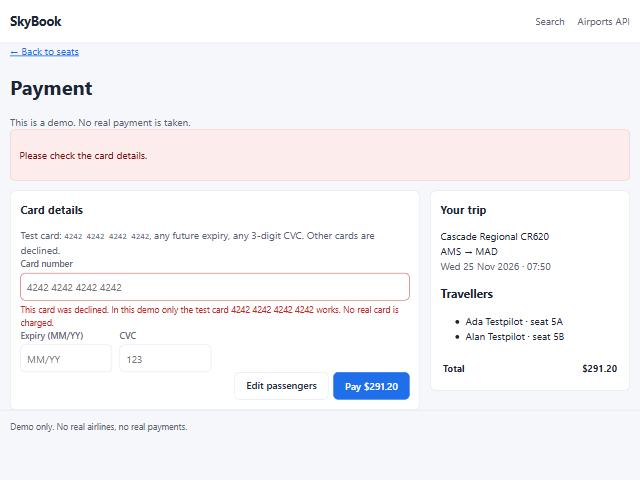 SkyBook
Search Airports API
← Back to seats
Payment
This is a demo. No real payment is taken.
Please check the card details.
Card details
Test card: 4242 4242 4242 4242, any future expiry, any 3-digit CVC. Other cards are
declined.
Card number
4242 4242 4242 4242
This card was declined. In this demo only the test card 4242 4242 4242 4242 works. No real card is
charged.
Expiry (MM/YY) CVC
MM/YY 123
Edit passengers Pay $291.20
Your trip
Cascade Regional CR620
AMS → MAD
Wed 25 Nov 2026 · 07:50
Travellers
• Ada Testpilot · seat 5A
• Alan Testpilot · seat 5B
Total $291.20
Demo only. No real airlines, no real payments.